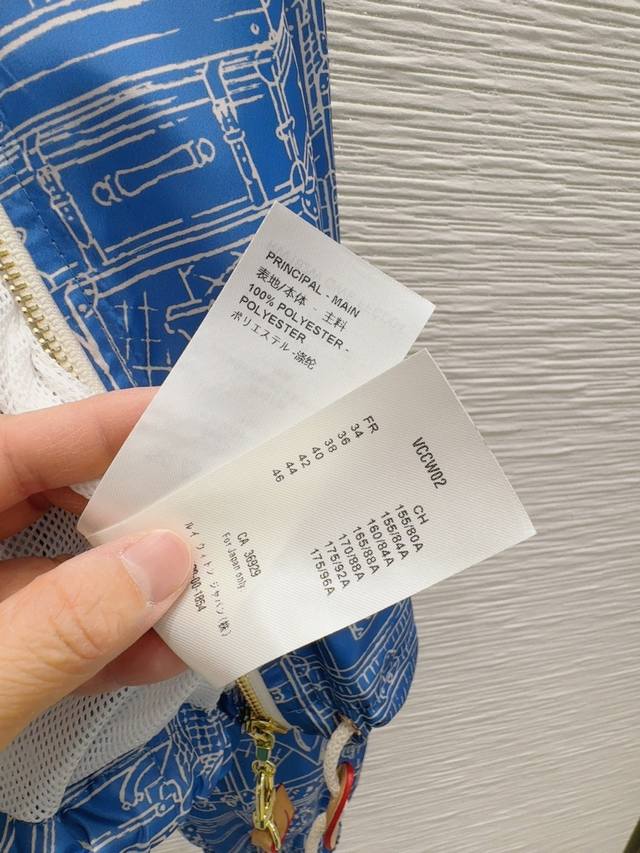 PRINCIPAL - MAIN
表地/本体 - 主料
100% POLYESTER -
POLYESTER
ポリエステル -涤纶
VCCW02
FR
34
36
38
40
42
44
46
CH
155/80A
155/84A
160/84A
165/88A
170/88A
175/92A
175/96A
CA 36929
For Japan only
ルイ ヴィトン ジャパン (株)
00-1854